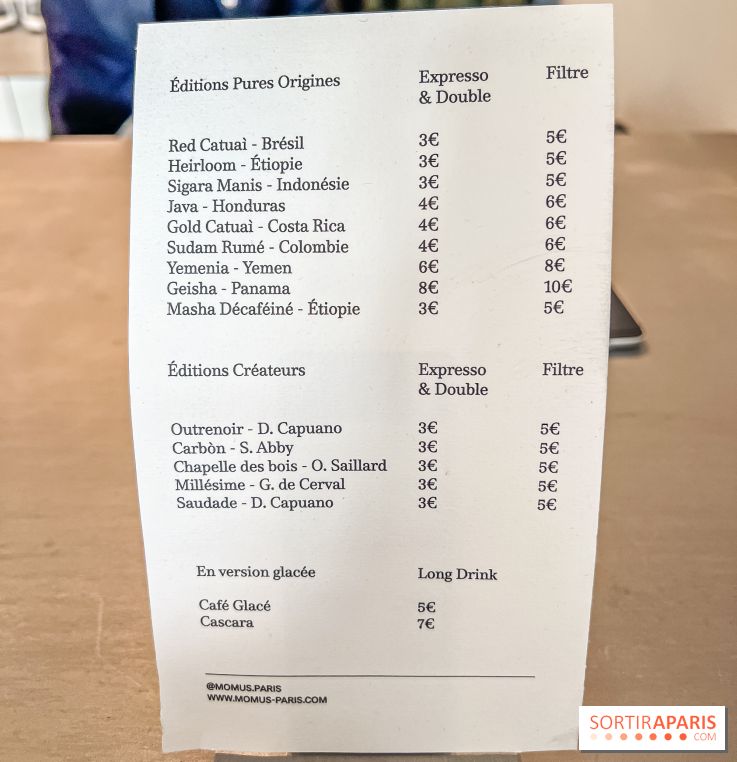 Éditions Pures Origines Expresso & Double Filtre
Red Catuaì - Brésil 3€ 5€
Heirloom - Étiopie 3€ 5€
Sigara Manis - Indonésie 3€ 5€
Java - Honduras 4€ 6€
Gold Catuaì - Costa Rica 4€ 6€
Sudam Rumé - Colombie 4€ 6€
Yemenia - Yemen 6€ 8€
Geisha - Panama 8€ 10€
Masha Décaféiné - Étiopie 3€ 5€
Éditions Créateurs Expresso & Double Filtre
Outrenoir - D. Capuano 3€ 5€
Carbòn - S. Abby 3€ 5€
Chapelle des bois - O. Saillard 3€ 5€
Millésime - G. de Cerval 3€ 5€
Saudade - D. Capuano 3€ 5€
En version glacée Long Drink
Café Glacé 5€
Cascara 7€
@MOMUS.PARIS
WWW.MOMUS-PARIS.COM
SORTIRAPARIS
.COM